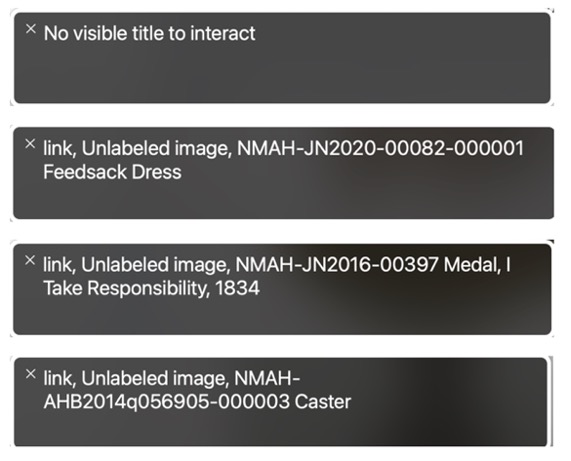 × No visible title to interact
× link, Unlabeled image, NMAH-JN2020-00082-000001
Feedsack Dress
× link, Unlabeled image, NMAH-JN2016-00397 Medal, I
Take Responsibility, 1834
× link, Unlabeled image, NMAH-
AHB2014q056905-000003 Caster